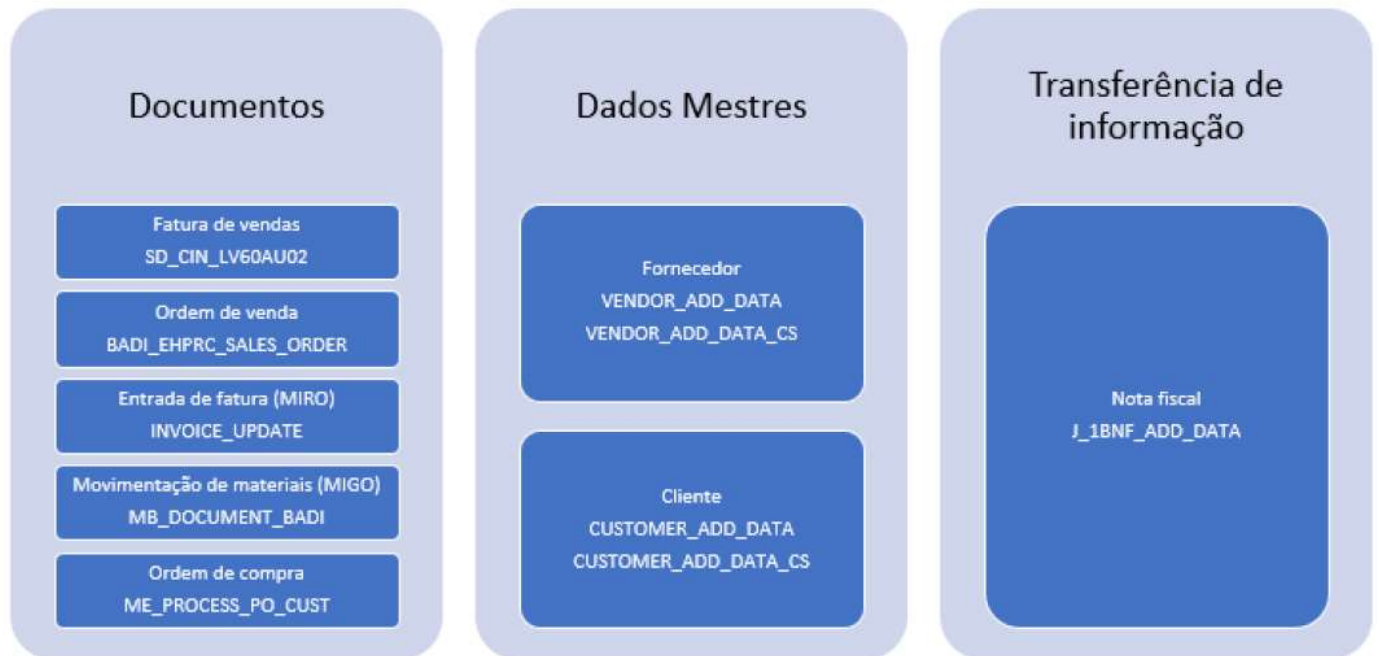 Documentos
Fatura de vendas
SD_CIN_LV60AU02
Ordem de venda
BADI_EHPRC_SALES_ORDER
Entrada de fatura (MIRO)
INVOICE_UPDATE
Movimentação de materiais (MIGO)
MB_DOCUMENT_BADI
Ordem de compra
ME_PROCESS_PO_CUST
Dados Mestres
Fornecedor
VENDOR_ADD_DATA
VENDOR_ADD_DATA_CS
Cliente
CUSTOMER_ADD_DATA
CUSTOMER_ADD_DATA_CS
Transferência de
informação
Nota fiscal
J_1BNF_ADD_DATA